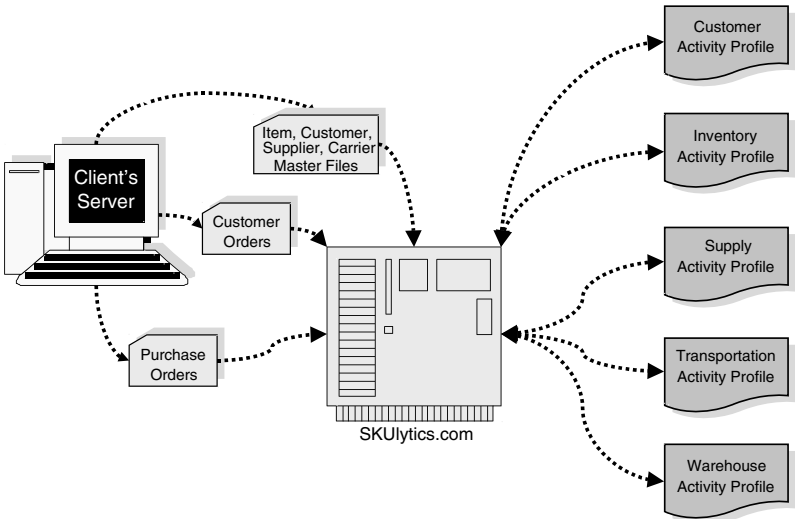 Client's
Server
Item, Customer,
Supplier, Carrier
Master Files
Customer
Orders
Purchase
Orders
SKUlytics.com
Customer
Activity Profile
Inventory
Activity Profile
Supply
Activity Profile
Transportation
Activity Profile
Warehouse
Activity Profile